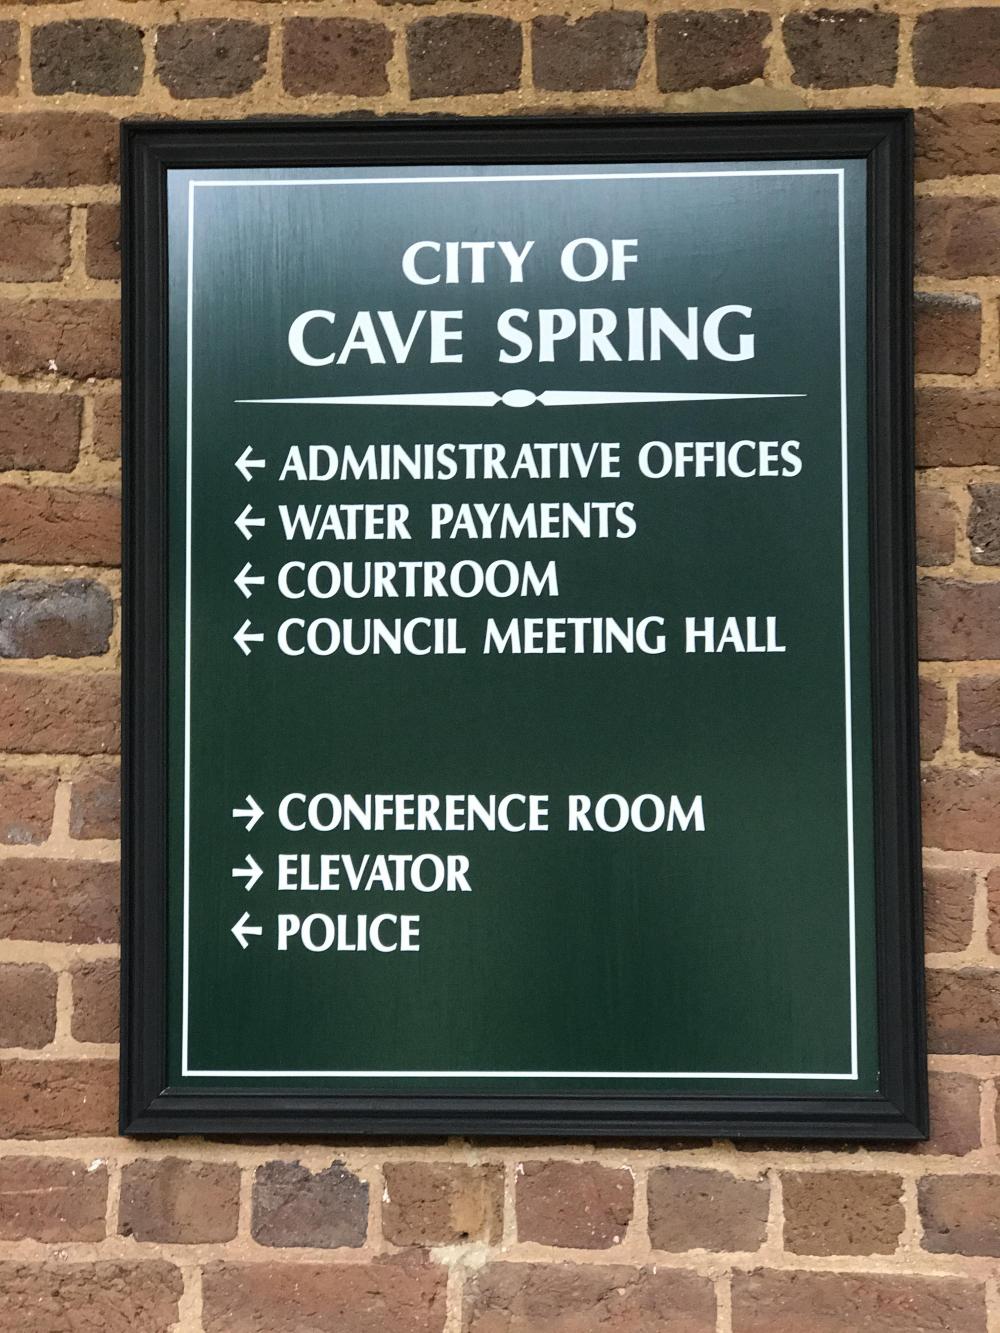 CITY OF
CAVE SPRING
← ADMINISTRATIVE OFFICES
← WATER PAYMENTS
← COURTROOM
← COUNCIL MEETING HALL
→ CONFERENCE ROOM
→ ELEVATOR
← POLICE